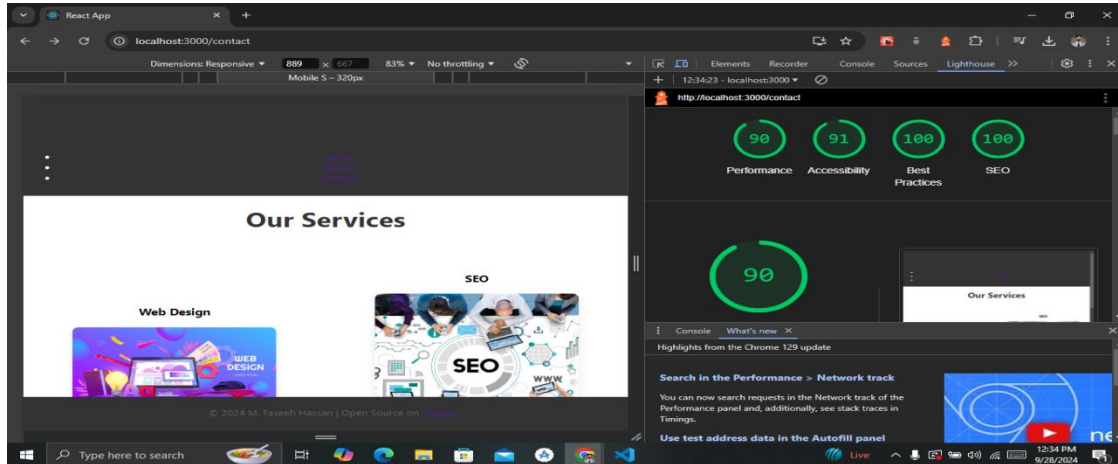 React App
localhost:3000/contact
Dimensions: Responsive 889 × 667 83% No throttling
Mobile S – 320px
Our Services
Web Design
SEO
WEB
DESIGN
SEO
WWW
© 2024 M. Faseeh Hassan | Open Source on
Elements Recorder Console Sources Lighthouse
12:34:23 - localhost:3000
http://localhost:3000/contact
90 91 100 100
Performance Accessibility Best Practices SEO
90
Our Services
Console What's new
Highlights from the Chrome 129 update
Search in the Performance > Network track
You can now search requests in the Network track of the
Performance panel and, additionally, see stack traces in
Timings.
Use test address data in the Autofill panel
ne
Type here to search
Live
12:34 PM
9/28/2024